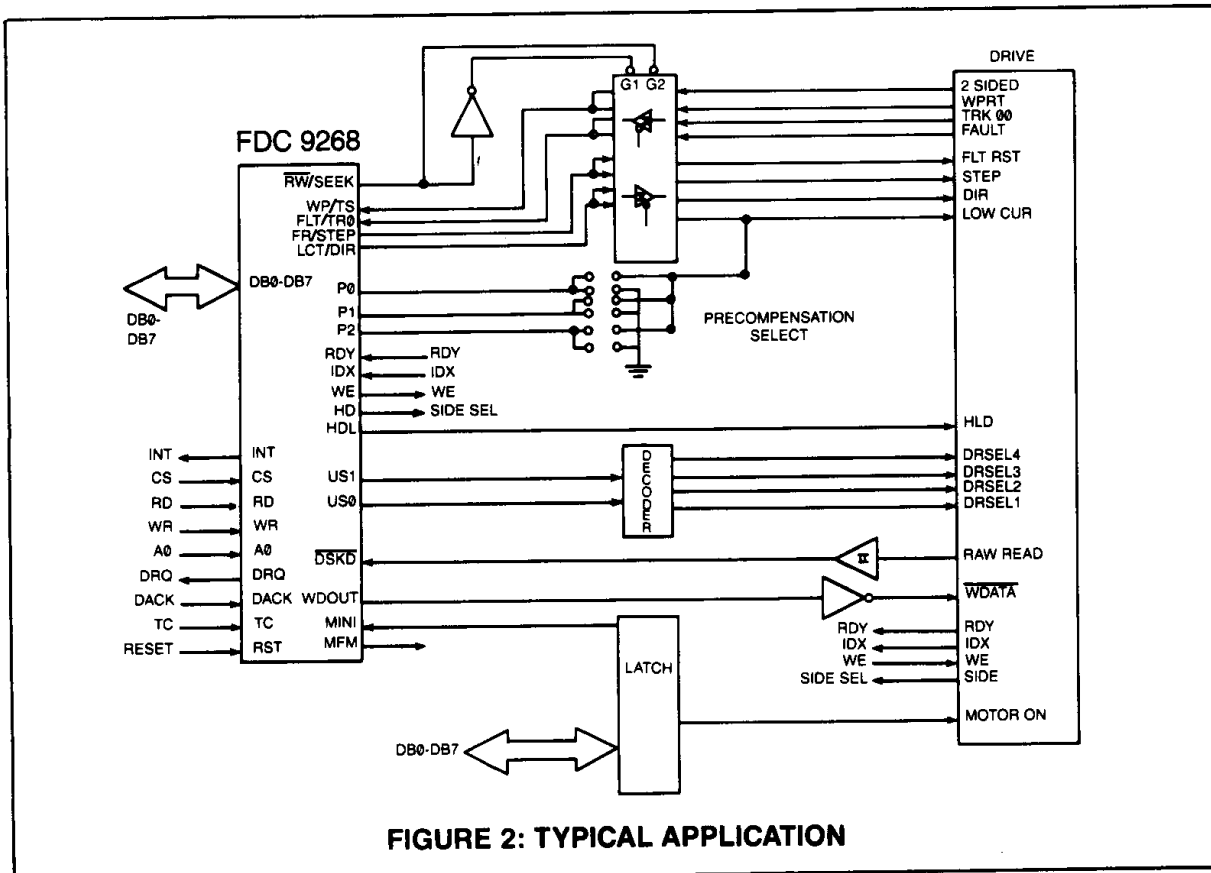 DRIVE
G1 G2
2 SIDED
WPRT
TRK 00
FAULT
FLT RST
STEP
DIR
LOW CUR
FDC 9268
RW/SEEK
WP/TS
FLT/TR0
FR/STEP
LCT/DIR
DB0-DB7
DB0-
DB7
P0
P1
P2
PRECOMPENSATION
SELECT
RDY RDY
IDX IDX
WE WE
HD SIDE SEL
HDL HLD
INT INT
CS CS
RD RD
WR WR
A0 A0
DRQ DRQ
DACK DACK
TC TC
RESET RST
US1
US0
DECODER
DRSEL4
DRSEL3
DRSEL2
DRSEL1
DSKD
RAW READ
WDOUT
WDATA
MINI
MFM
LATCH
RDY RDY
IDX IDX
WE WE
SIDE SEL SIDE
MOTOR ON
DB0-DB7
FIGURE 2: TYPICAL APPLICATION